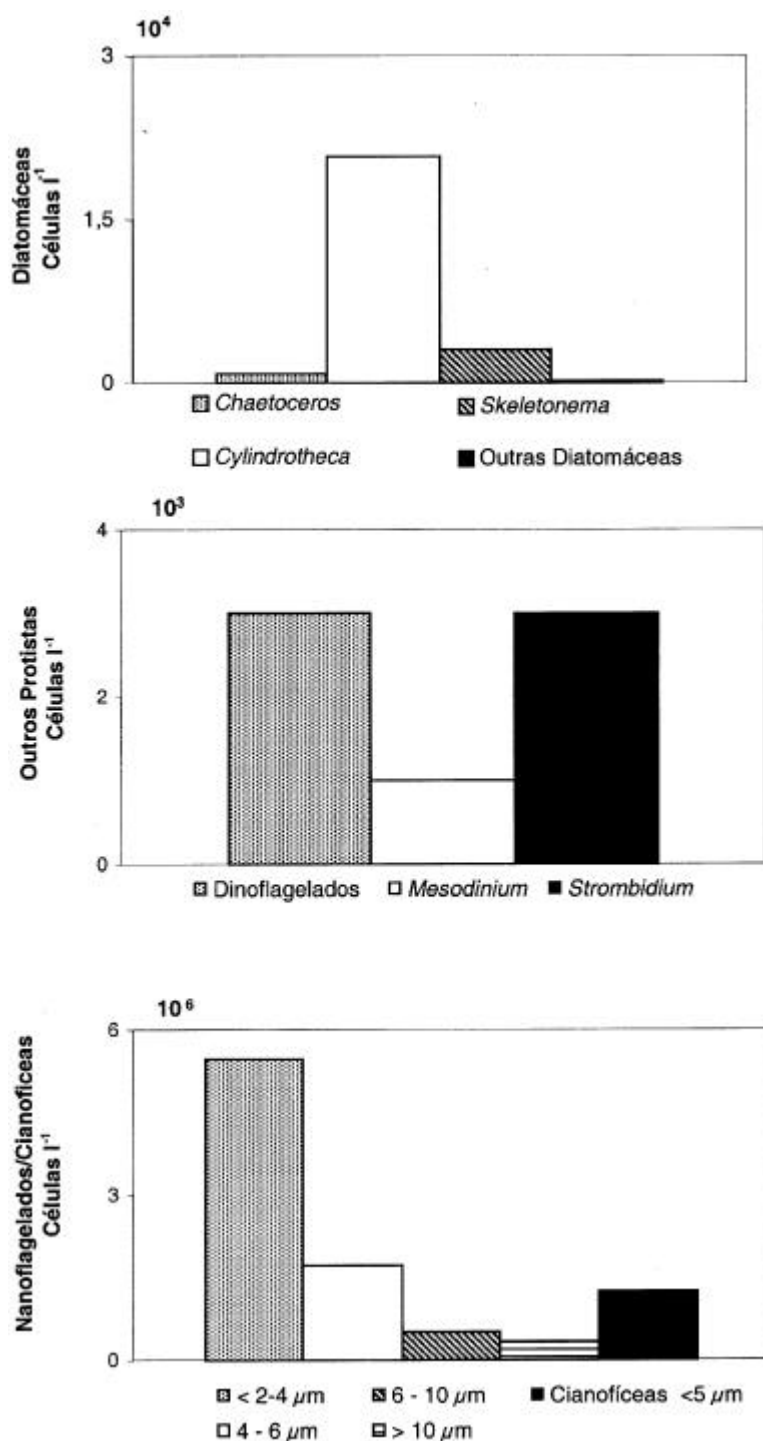 10⁴
3
1,5
0
Diatomáceas
Células l⁻¹
Chaetoceros
Skeletonema
Cylindrotheca
Outras Diatomáceas
10³
4
2
0
Outros Protistas
Células l⁻¹
Dinoflagelados Mesodinium Strombidium
10⁶
6
3
0
Nanoflagelados/Cianofíceas
Células l⁻¹
< 2-4 µm 6 - 10 µm Cianofíceas <5 µm
4 - 6 µm > 10 µm